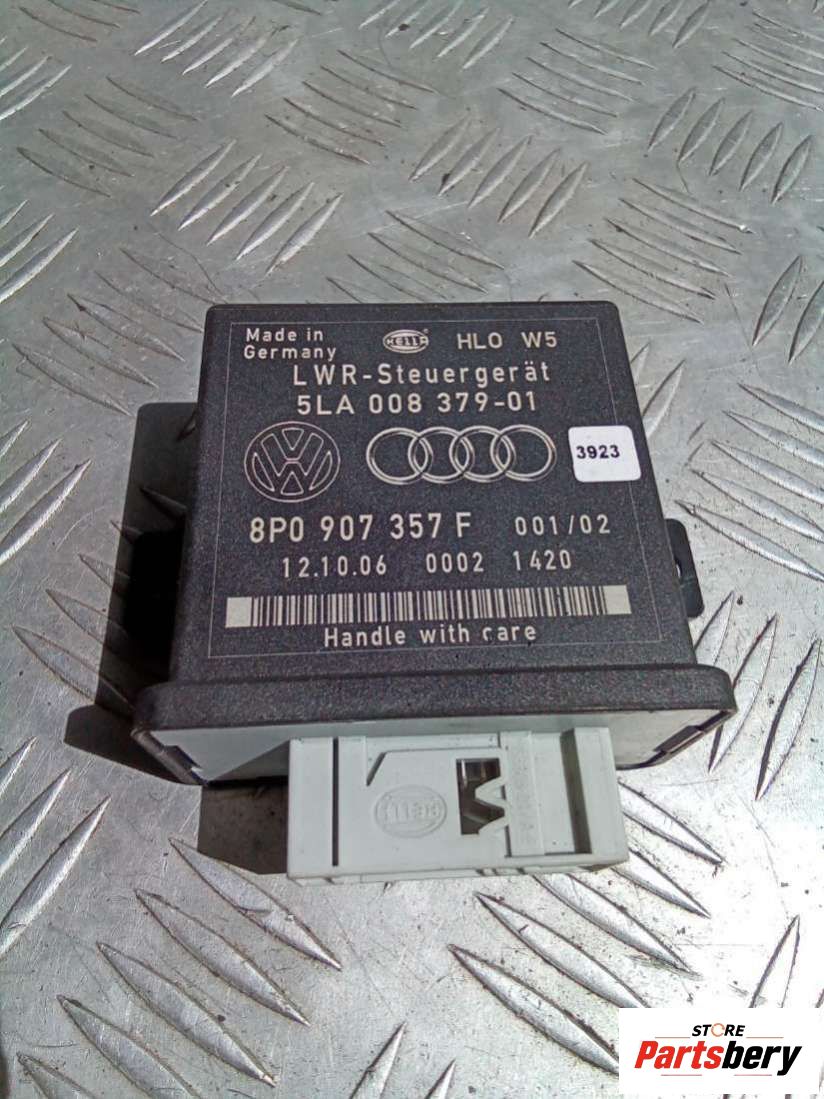 Made in
Germany
HELLA
HLO W5
LWR-Steuergerät
5LA 008 379-01
VW
3923
8P0 907 357 F 001/02
12.10.06 0002 1420
Handle with care
HELLA
STORE
Partsbery